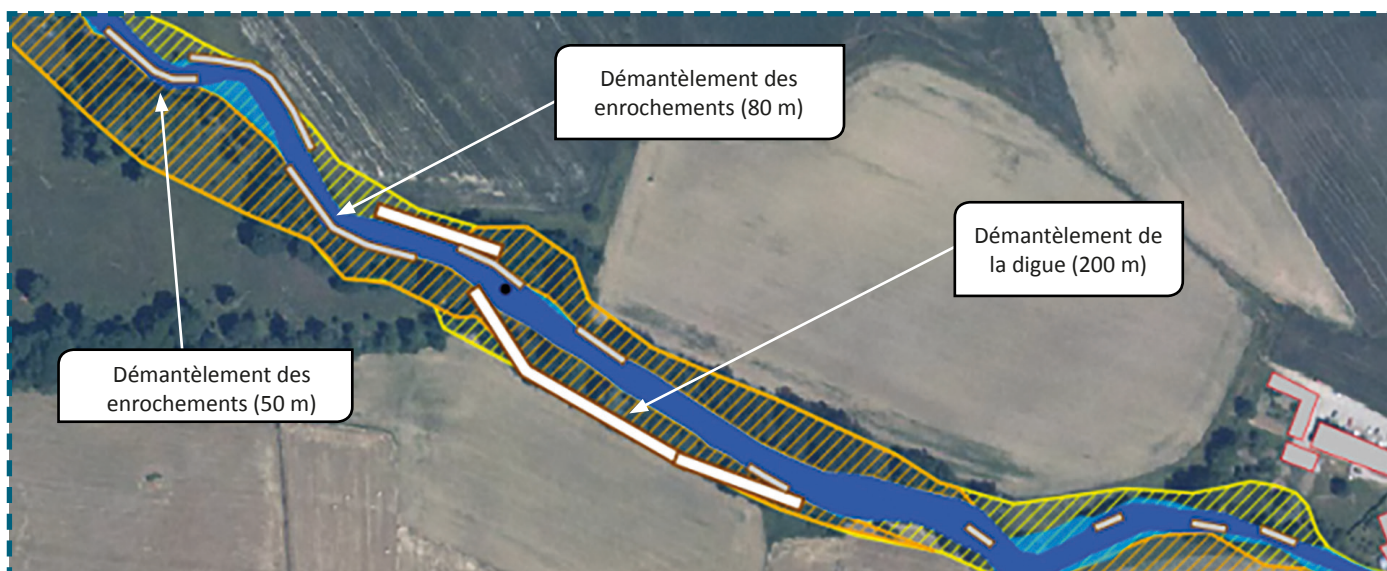 Démantèlement des
enrochements (80 m)
Démantèlement de
la digue (200 m)
Démantèlement des
enrochements (50 m)